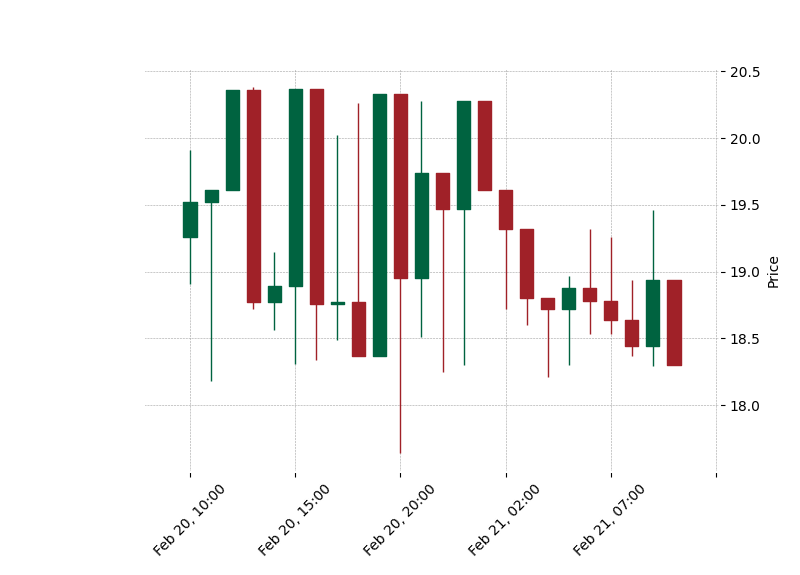 20.5
20.0
19.5
19.0
18.5
18.0
Price
Feb 20, 10:00
Feb 20, 15:00
Feb 20, 20:00
Feb 21, 02:00
Feb 21, 07:00